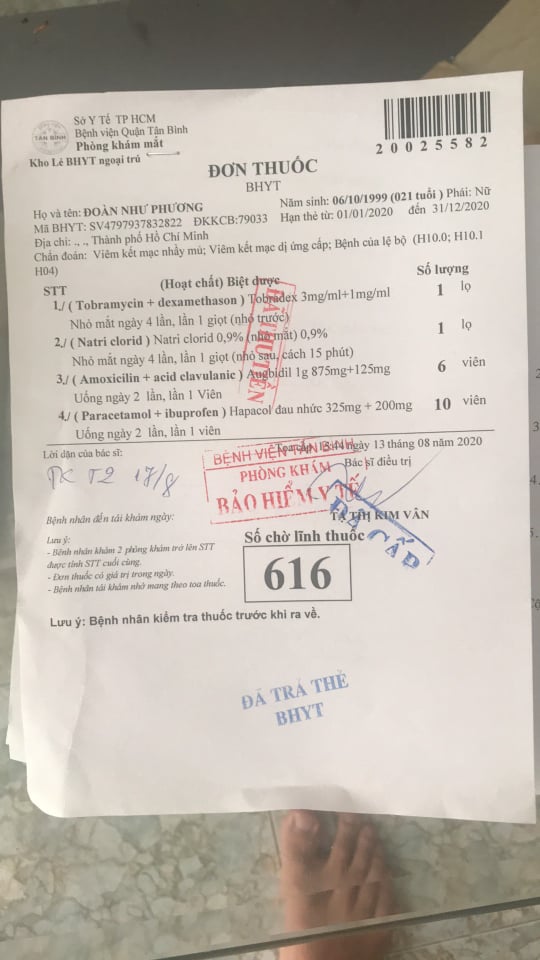 Sở Y Tế TP HCM
Bệnh viện Quận Tân Bình
TÂN BÌNH
Phòng khám mắt
Kho Lẻ BHYT ngoại trú
20025582
ĐƠN THUỐC
BHYT
Họ và tên: ĐOÀN NHƯ PHƯƠNG Năm sinh: 06/10/1999 (021 tuổi) Phái: Nữ
Mã BHYT: SV4797937832822 ĐKKCB:79033 Hạn thẻ từ: 01/01/2020 đến 31/12/2020
Địa chỉ: ., ., Thành phố Hồ Chí Minh
Chẩn đoán: Viêm kết mạc nhầy mủ; Viêm kết mạc dị ứng cấp; Bệnh của lệ bộ (H10.0; H10.1
H04)
STT (Hoạt chất) Biệt dược Số lượng
1./ ( Tobramycin + dexamethason ) Tobradex 3mg/ml+1mg/ml 1 lọ
Nhỏ mắt ngày 4 lần, lần 1 giọt (nhỏ trước)
2./ ( Natri clorid ) Natri clorid 0,9% (nhỏ mắt) 0,9% 1 lọ
Nhỏ mắt ngày 4 lần, lần 1 giọt (nhỏ sau, cách 15 phút)
3./ ( Amoxicilin + acid clavulanic ) Augbidil 1g 875mg+125mg 6 viên
Uống ngày 2 lần, lần 1 Viên
4./ ( Paracetamol + ibuprofen ) Hapacol đau nhức 325mg + 200mg 10 viên
Uống ngày 2 lần, lần 1 viên
ĐÃ THU TIỀN
Lời dặn của bác sĩ: 13:44 ngày 13 tháng 08 năm 2020
T2 17/8
Bác sĩ điều trị
BỆNH VIỆN TÂN BÌNH
PHÒNG KHÁM
BẢO HIỂM Y TẾ
Bệnh nhân đến tái khám ngày:
TẠ THỊ KIM VÂN
ĐÃ CẤP
Lưu ý:
- Bệnh nhân khám 2 phòng khám trở lên STT
được tính STT cuối cùng.
- Đơn thuốc có giá trị trong ngày.
- Bệnh nhân tái khám nhớ mang theo toa thuốc.
Số chờ lĩnh thuốc
616
Lưu ý: Bệnh nhân kiểm tra thuốc trước khi ra về.
ĐÃ TRẢ THẺ
BHYT